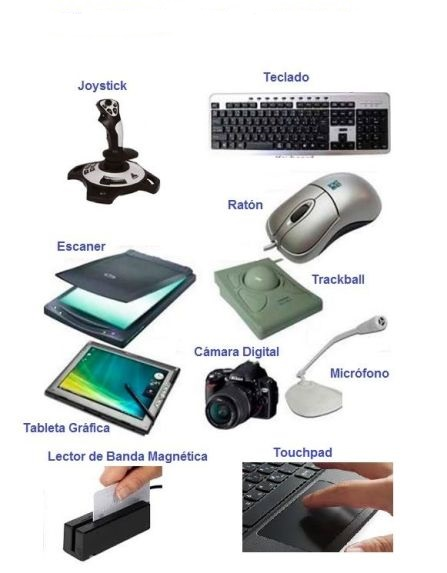 Joystick
Teclado
Ratón
Escaner
Trackball
Cámara Digital
Micrófono
Tableta Gráfica
Lector de Banda Magnética
Touchpad